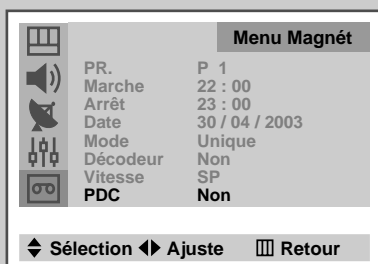 Menu Magnét
PR. P 1
Marche 22 : 00
Arrêt 23 : 00
Date 30 / 04 / 2003
Mode Unique
Décodeur Non
Vitesse SP
PDC Non
Sélection Ajuste Retour